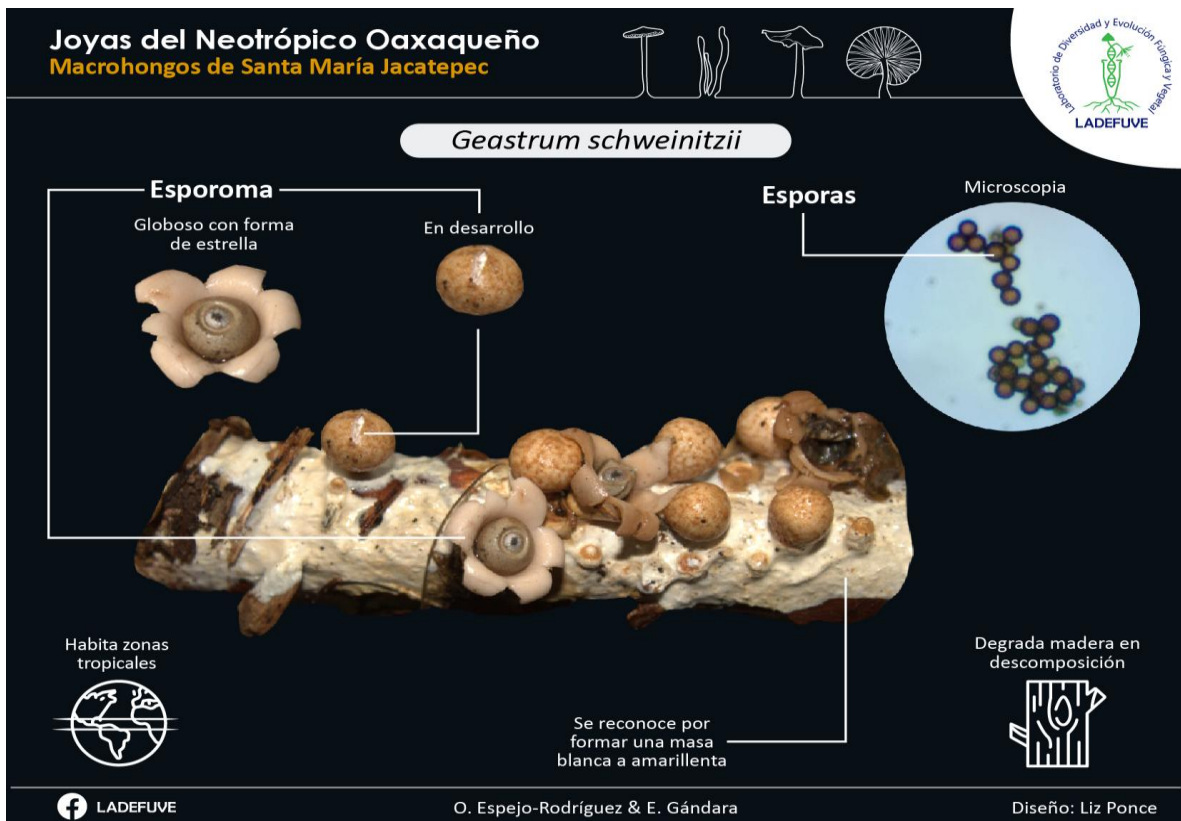 Joyas del Neotrópico Oaxaqueño
Macrohongos de Santa María Jacatepec
Laboratorio de Diversidad y Evolución Fúngica y Vegetal
LADEFUVE
Geastrum schweinitzii
Esporoma
Globoso con forma
de estrella
En desarrollo
Esporas
Microscopia
Habita zonas
tropicales
Se reconoce por
formar una masa
blanca a amarillenta
Degrada madera en
descomposición
LADEFUVE
O. Espejo-Rodríguez & E. Gándara
Diseño: Liz Ponce